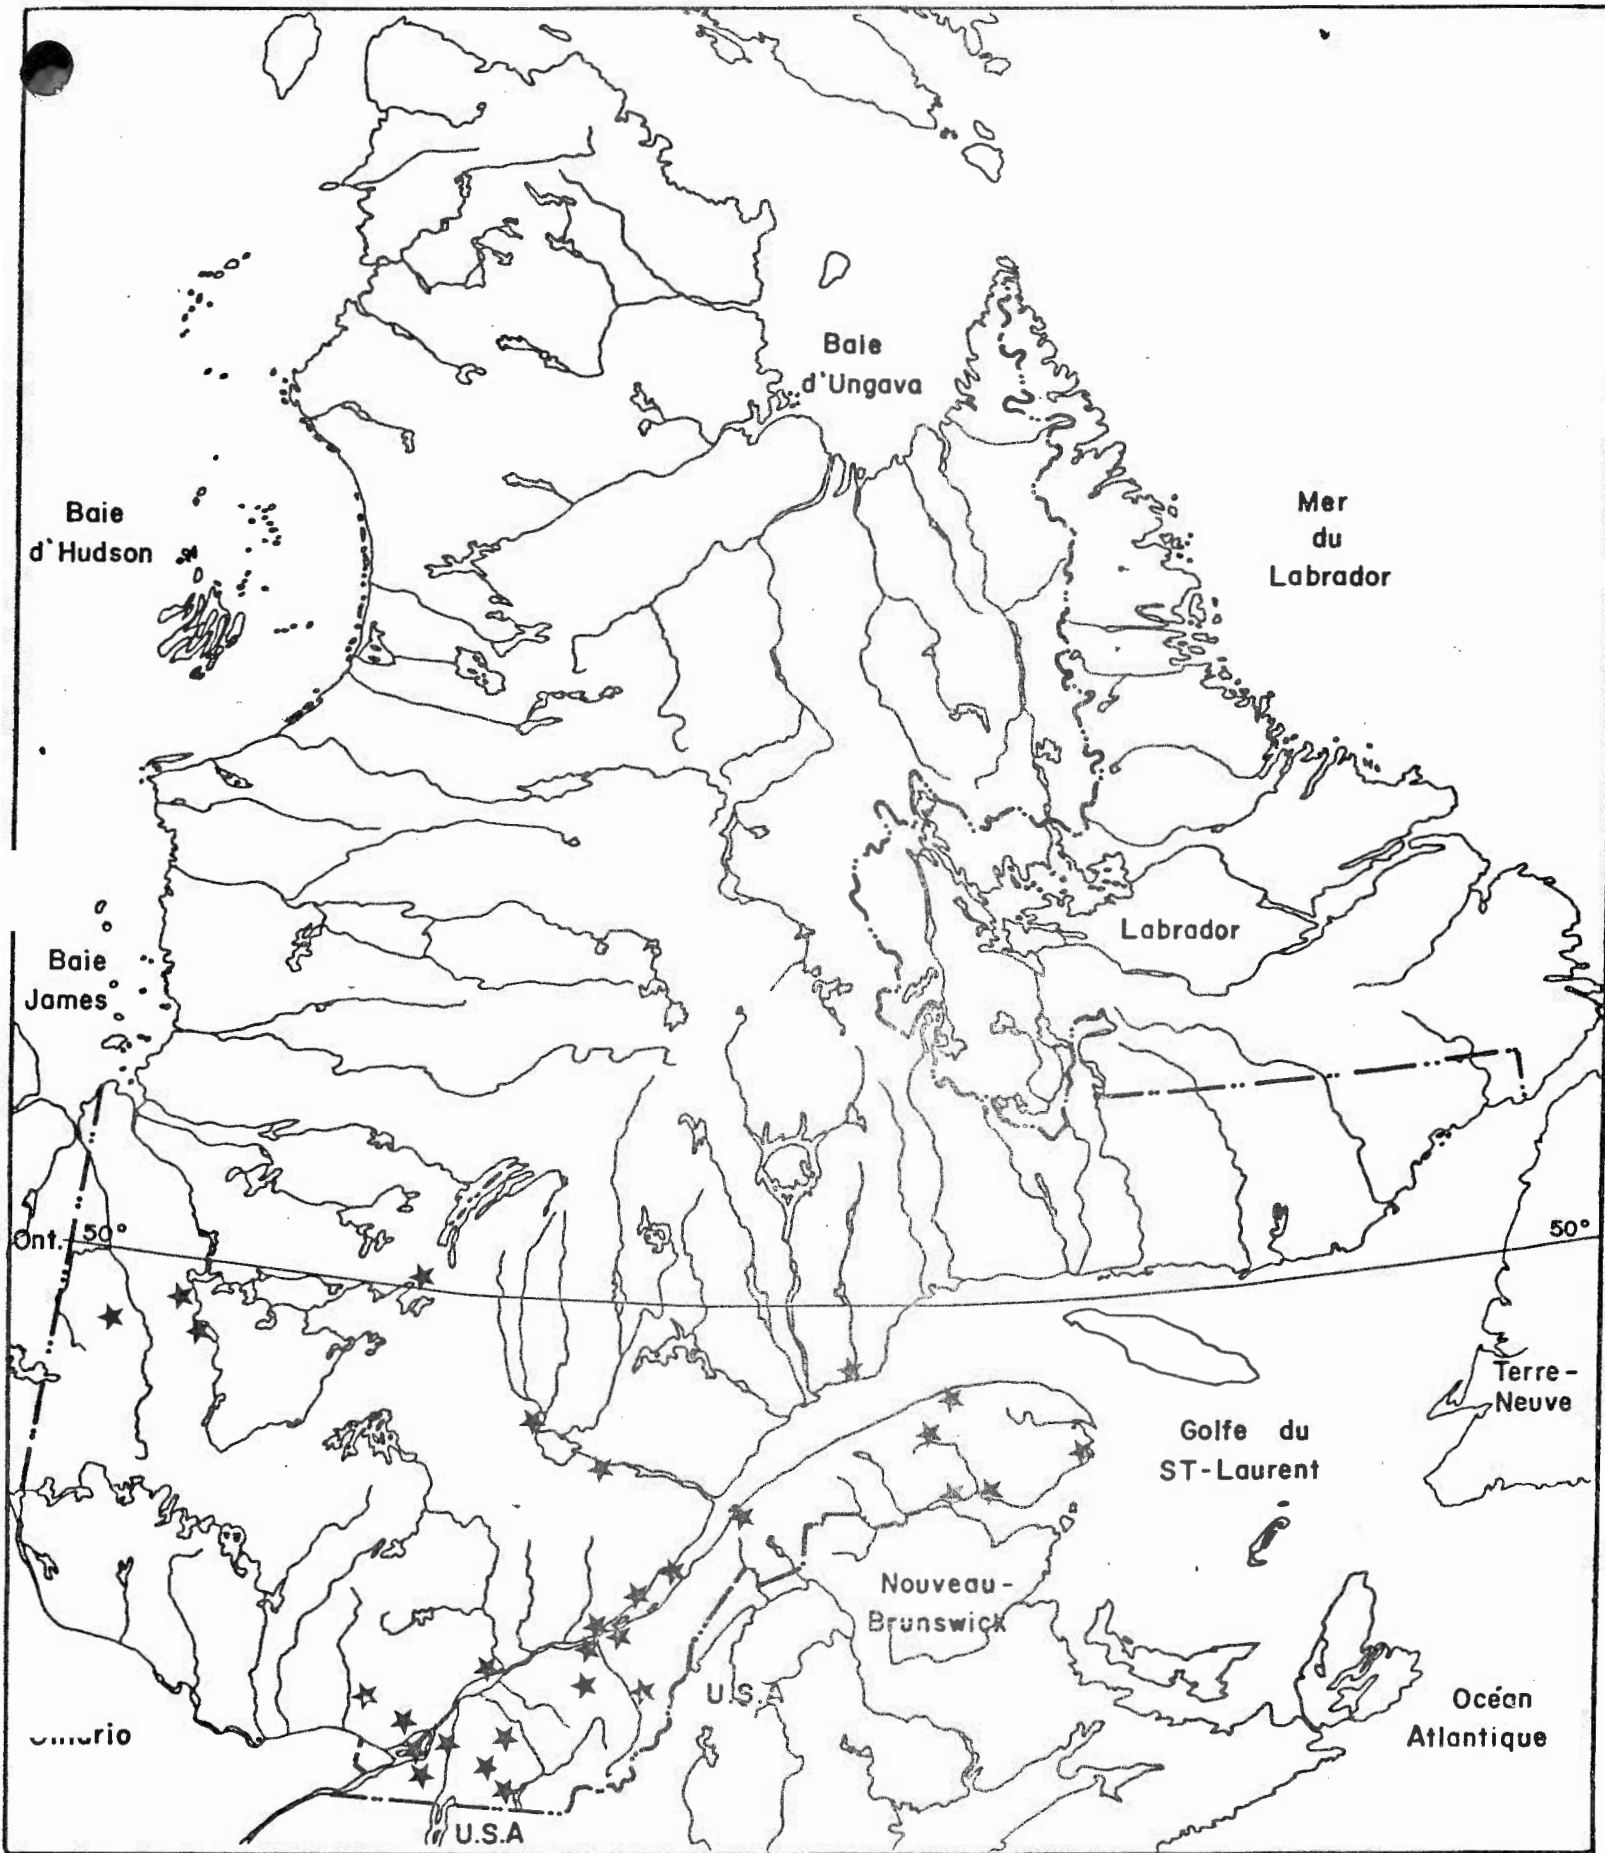 Baie
d'Ungava
Baie
d'Hudson
Mer
du
Labrador
Labrador
Baie
James
Ont.
50°
50°
Terre-
Neuve
Golfe du
ST-Laurent
Nouveau-
Brunswick
U.S.A
Océan
Atlantique
U.S.A